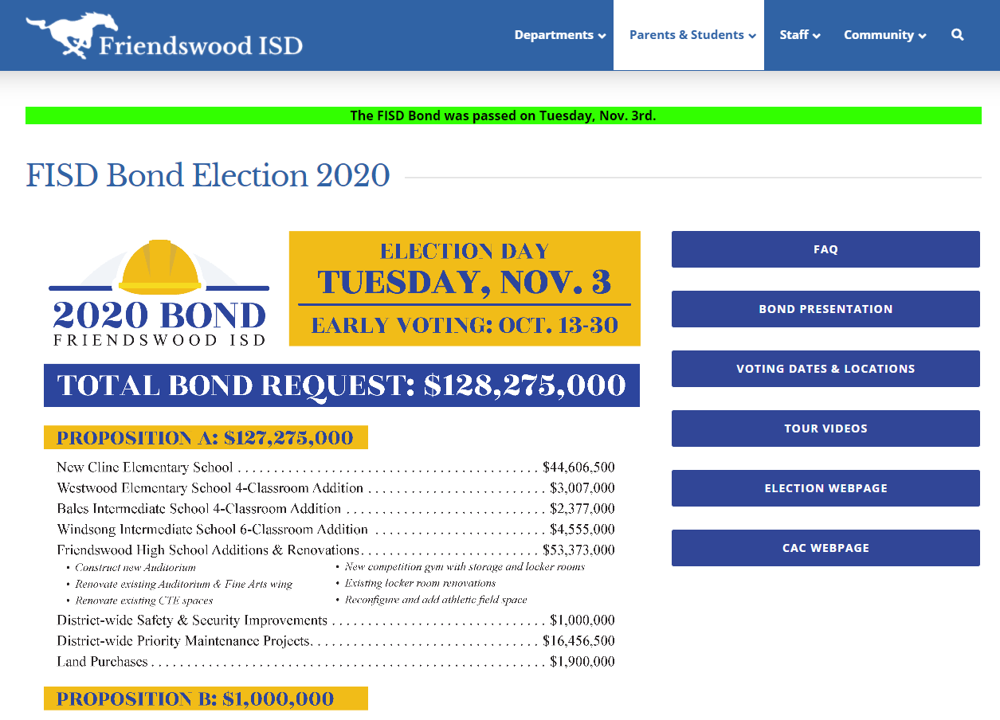 Friendswood ISD
Departments Parents & Students Staff Community
The FISD Bond was passed on Tuesday, Nov. 3rd.
FISD Bond Election 2020
2020 BOND
FRIENDSWOOD ISD
ELECTION DAY
TUESDAY, NOV. 3
EARLY VOTING: OCT. 13-30
TOTAL BOND REQUEST: $128,275,000
PROPOSITION A: $127,275,000
New Cline Elementary School . . . . . . . . . . . . . . . . . . . . . . . . . . . . . . . . . . . . . . . . . . $44,606,500
Westwood Elementary School 4-Classroom Addition . . . . . . . . . . . . . . . . . . . . . . . . . $3,007,000
Bales Intermediate School 4-Classroom Addition . . . . . . . . . . . . . . . . . . . . . . . . . . . . $2,377,000
Windsong Intermediate School 6-Classroom Addition . . . . . . . . . . . . . . . . . . . . . . . . $4,555,000
Friendswood High School Additions & Renovations. . . . . . . . . . . . . . . . . . . . . . . . . $53,373,000
• Construct new Auditorium
• Renovate existing Auditorium & Fine Arts wing
• Renovate existing CTE spaces
• New competition gym with storage and locker rooms
• Existing locker room renovations
• Reconfigure and add athletic field space
District-wide Safety & Security Improvements . . . . . . . . . . . . . . . . . . . . . . . . . . . . . . $1,000,000
District-wide Priority Maintenance Projects. . . . . . . . . . . . . . . . . . . . . . . . . . . . . . . . $16,456,500
Land Purchases . . . . . . . . . . . . . . . . . . . . . . . . . . . . . . . . . . . . . . . . . . . . . . . . . . . . . . . $1,900,000
PROPOSITION B: $1,000,000
FAQ
BOND PRESENTATION
VOTING DATES & LOCATIONS
TOUR VIDEOS
ELECTION WEBPAGE
CAC WEBPAGE